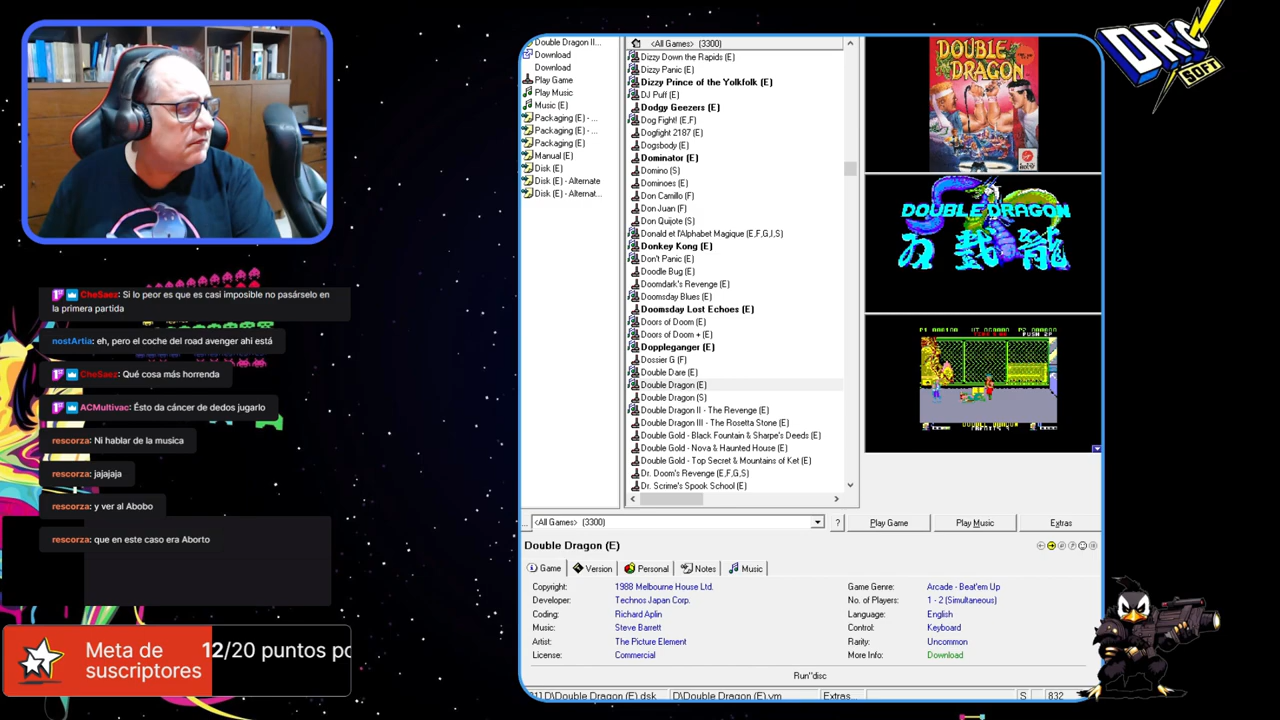 CheSaez: Si lo peor es que es casi imposible no pasárselo en
la primera partida
nostArtia: eh, pero el coche del road avenger ahi está
CheSaez: Qué cosa más horrenda
ACMultivac: Ésto da cáncer de dedos jugarlo
rescorza: Ni hablar de la musica
rescorza: jajajaja
rescorza: y ver al Abobo
rescorza: que en este caso era Aborto
Meta de
suscriptores
12/20 puntos po
Double Dragon II...
Download
Download
Play Game
Play Music
Music (E)
Packaging (E) - ...
Packaging (E) - ...
Packaging (E)
Manual (E)
Disk (E)
Disk (E) - Alternate
Disk (E) - Alternat...
<All Games> (3300)
Dizzy Down the Rapids (E)
Dizzy Panic (E)
Dizzy Prince of the Yolkfolk (E)
DJ Puff (E)
Dodgy Geezers (E)
Dog Fight! (E,F)
Dogfight 2187 (E)
Dogsbody (E)
Dominator (E)
Domino (S)
Dominoes (E)
Don Camillo (F)
Don Juan (F)
Don Quijote (S)
Donald et l'Alphabet Magique (E,F,G,I,S)
Donkey Kong (E)
Don't Panic (E)
Doodle Bug (E)
Doomdark's Revenge (E)
Doomsday Blues (E)
Doomsday Lost Echoes (E)
Doors of Doom (E)
Doors of Doom + (E)
Doppleganger (E)
Dossier G (F)
Double Dare (E)
Double Dragon (E)
Double Dragon (S)
Double Dragon II - The Revenge (E)
Double Dragon III - The Rosetta Stone (E)
Double Gold - Black Fountain & Sharpe's Deeds (E)
Double Gold - Nova & Haunted House (E)
Double Gold - Top Secret & Mountains of Ket (E)
Dr. Doom's Revenge (E,F,G,S)
Dr. Scrime's Spook School (E)
DOUBLE
DRAGON
DOUBLE DRAGON
DRO
SOFT
<All Games> (3300)
?
Play Game
Play Music
Extras
Double Dragon (E)
Game
Version
Personal
Notes
Music
Copyright: 1988 Melbourne House Ltd.
Developer: Technos Japan Corp.
Coding: Richard Aplin
Music: Steve Barrett
Artist: The Picture Element
License: Commercial
Game Genre: Arcade - Beat'em Up
No. of Players: 1 - 2 (Simultaneous)
Language: English
Control: Keyboard
Rarity: Uncommon
More Info: Download
Run"disc
D\Double Dragon (E).dsk
D\Double Dragon (E).ym
Extras...
S
832